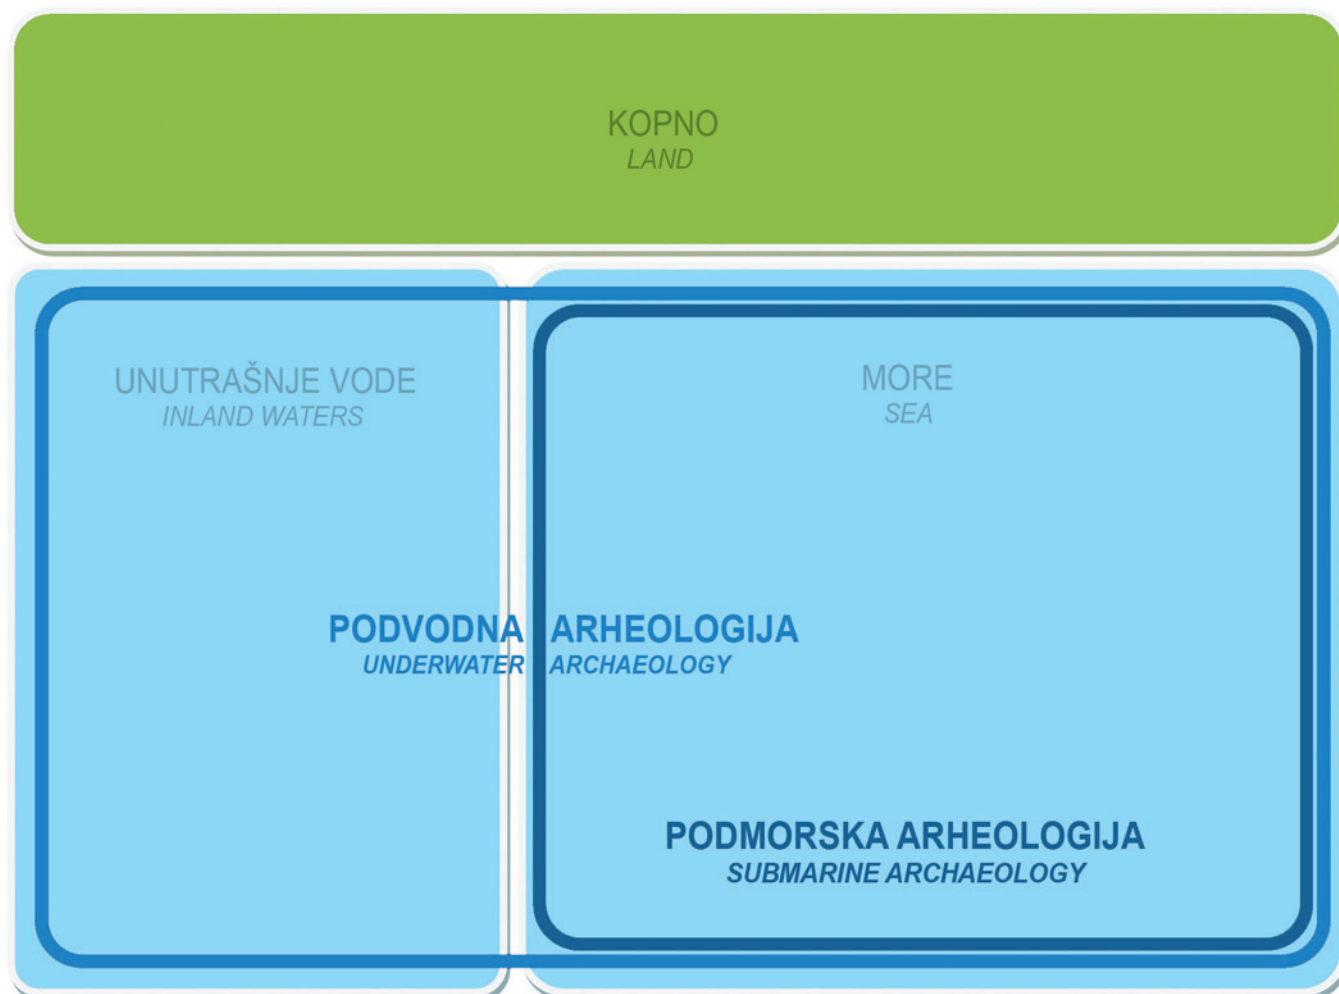 KOPNO
LAND
UNUTRAŠNJE VODE
INLAND WATERS
MORE
SEA
PODVODNA ARHEOLOGIJA
UNDERWATER ARCHAEOLOGY
PODMORSKA ARHEOLOGIJA
SUBMARINE ARCHAEOLOGY